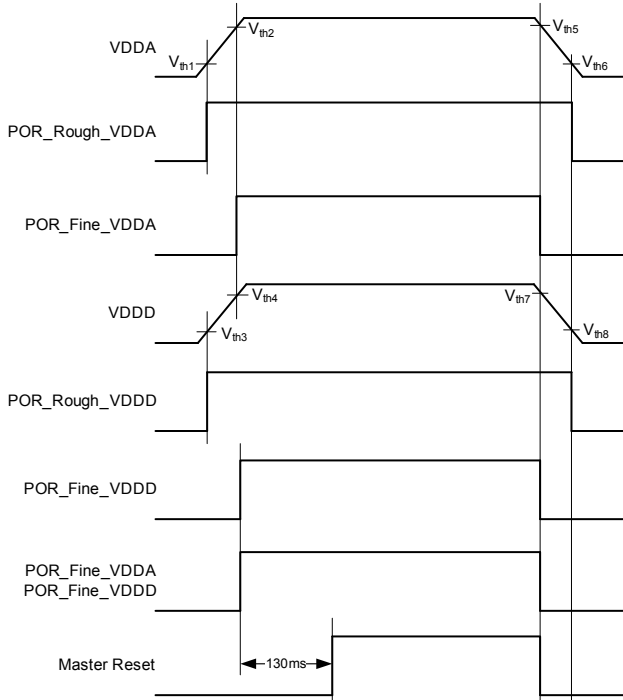 VDDA
Vth1
Vth2
Vth5
Vth6
POR_Rough_VDDA
POR_Fine_VDDA
VDDD
Vth3
Vth4
Vth7
Vth8
POR_Rough_VDDD
POR_Fine_VDDD
POR_Fine_VDDA
POR_Fine_VDDD
Master Reset
130ms